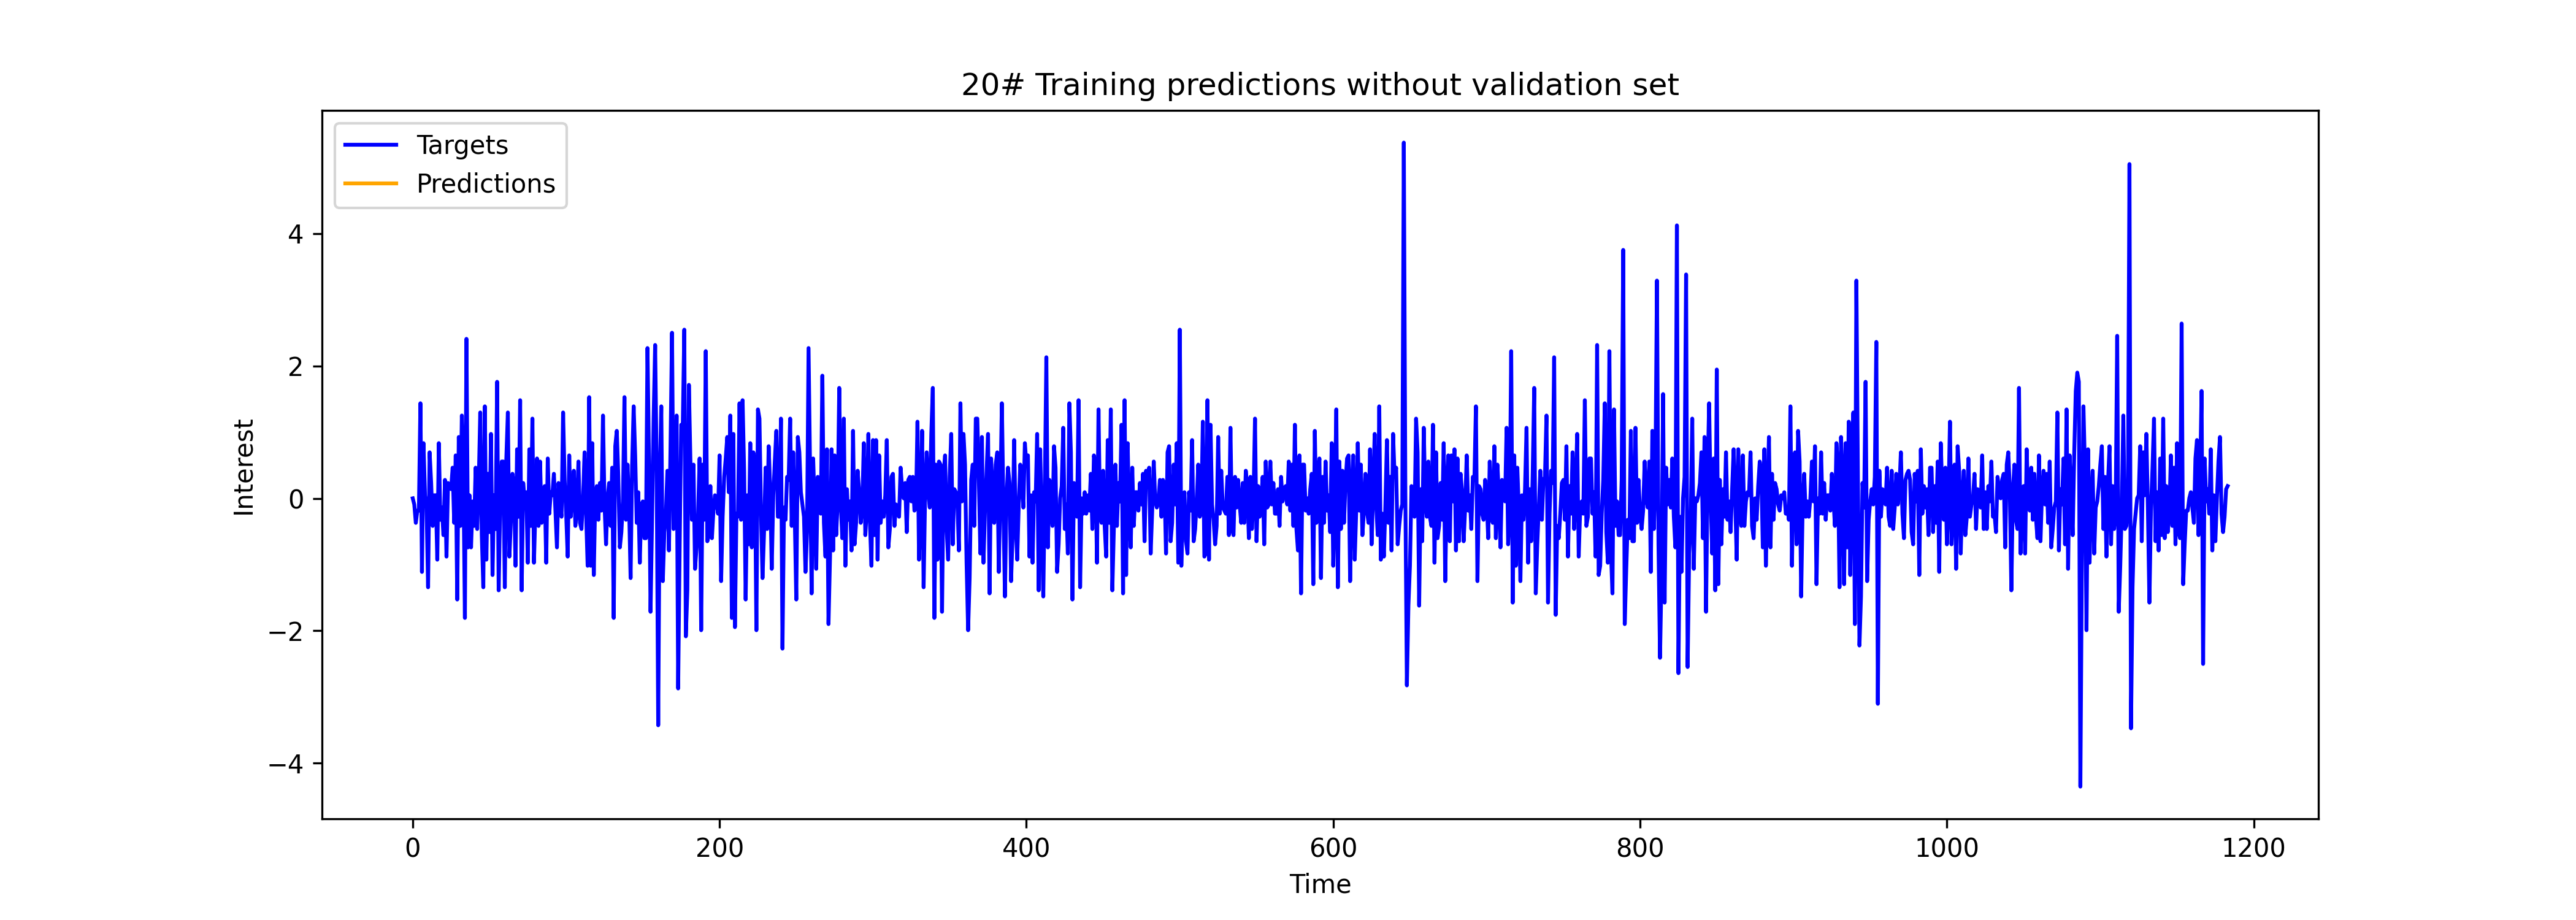 20# Training predictions without validation set
Targets
Predictions
Interest
4
2
0
−2
−4
0 200 400 600 800 1000 1200
Time